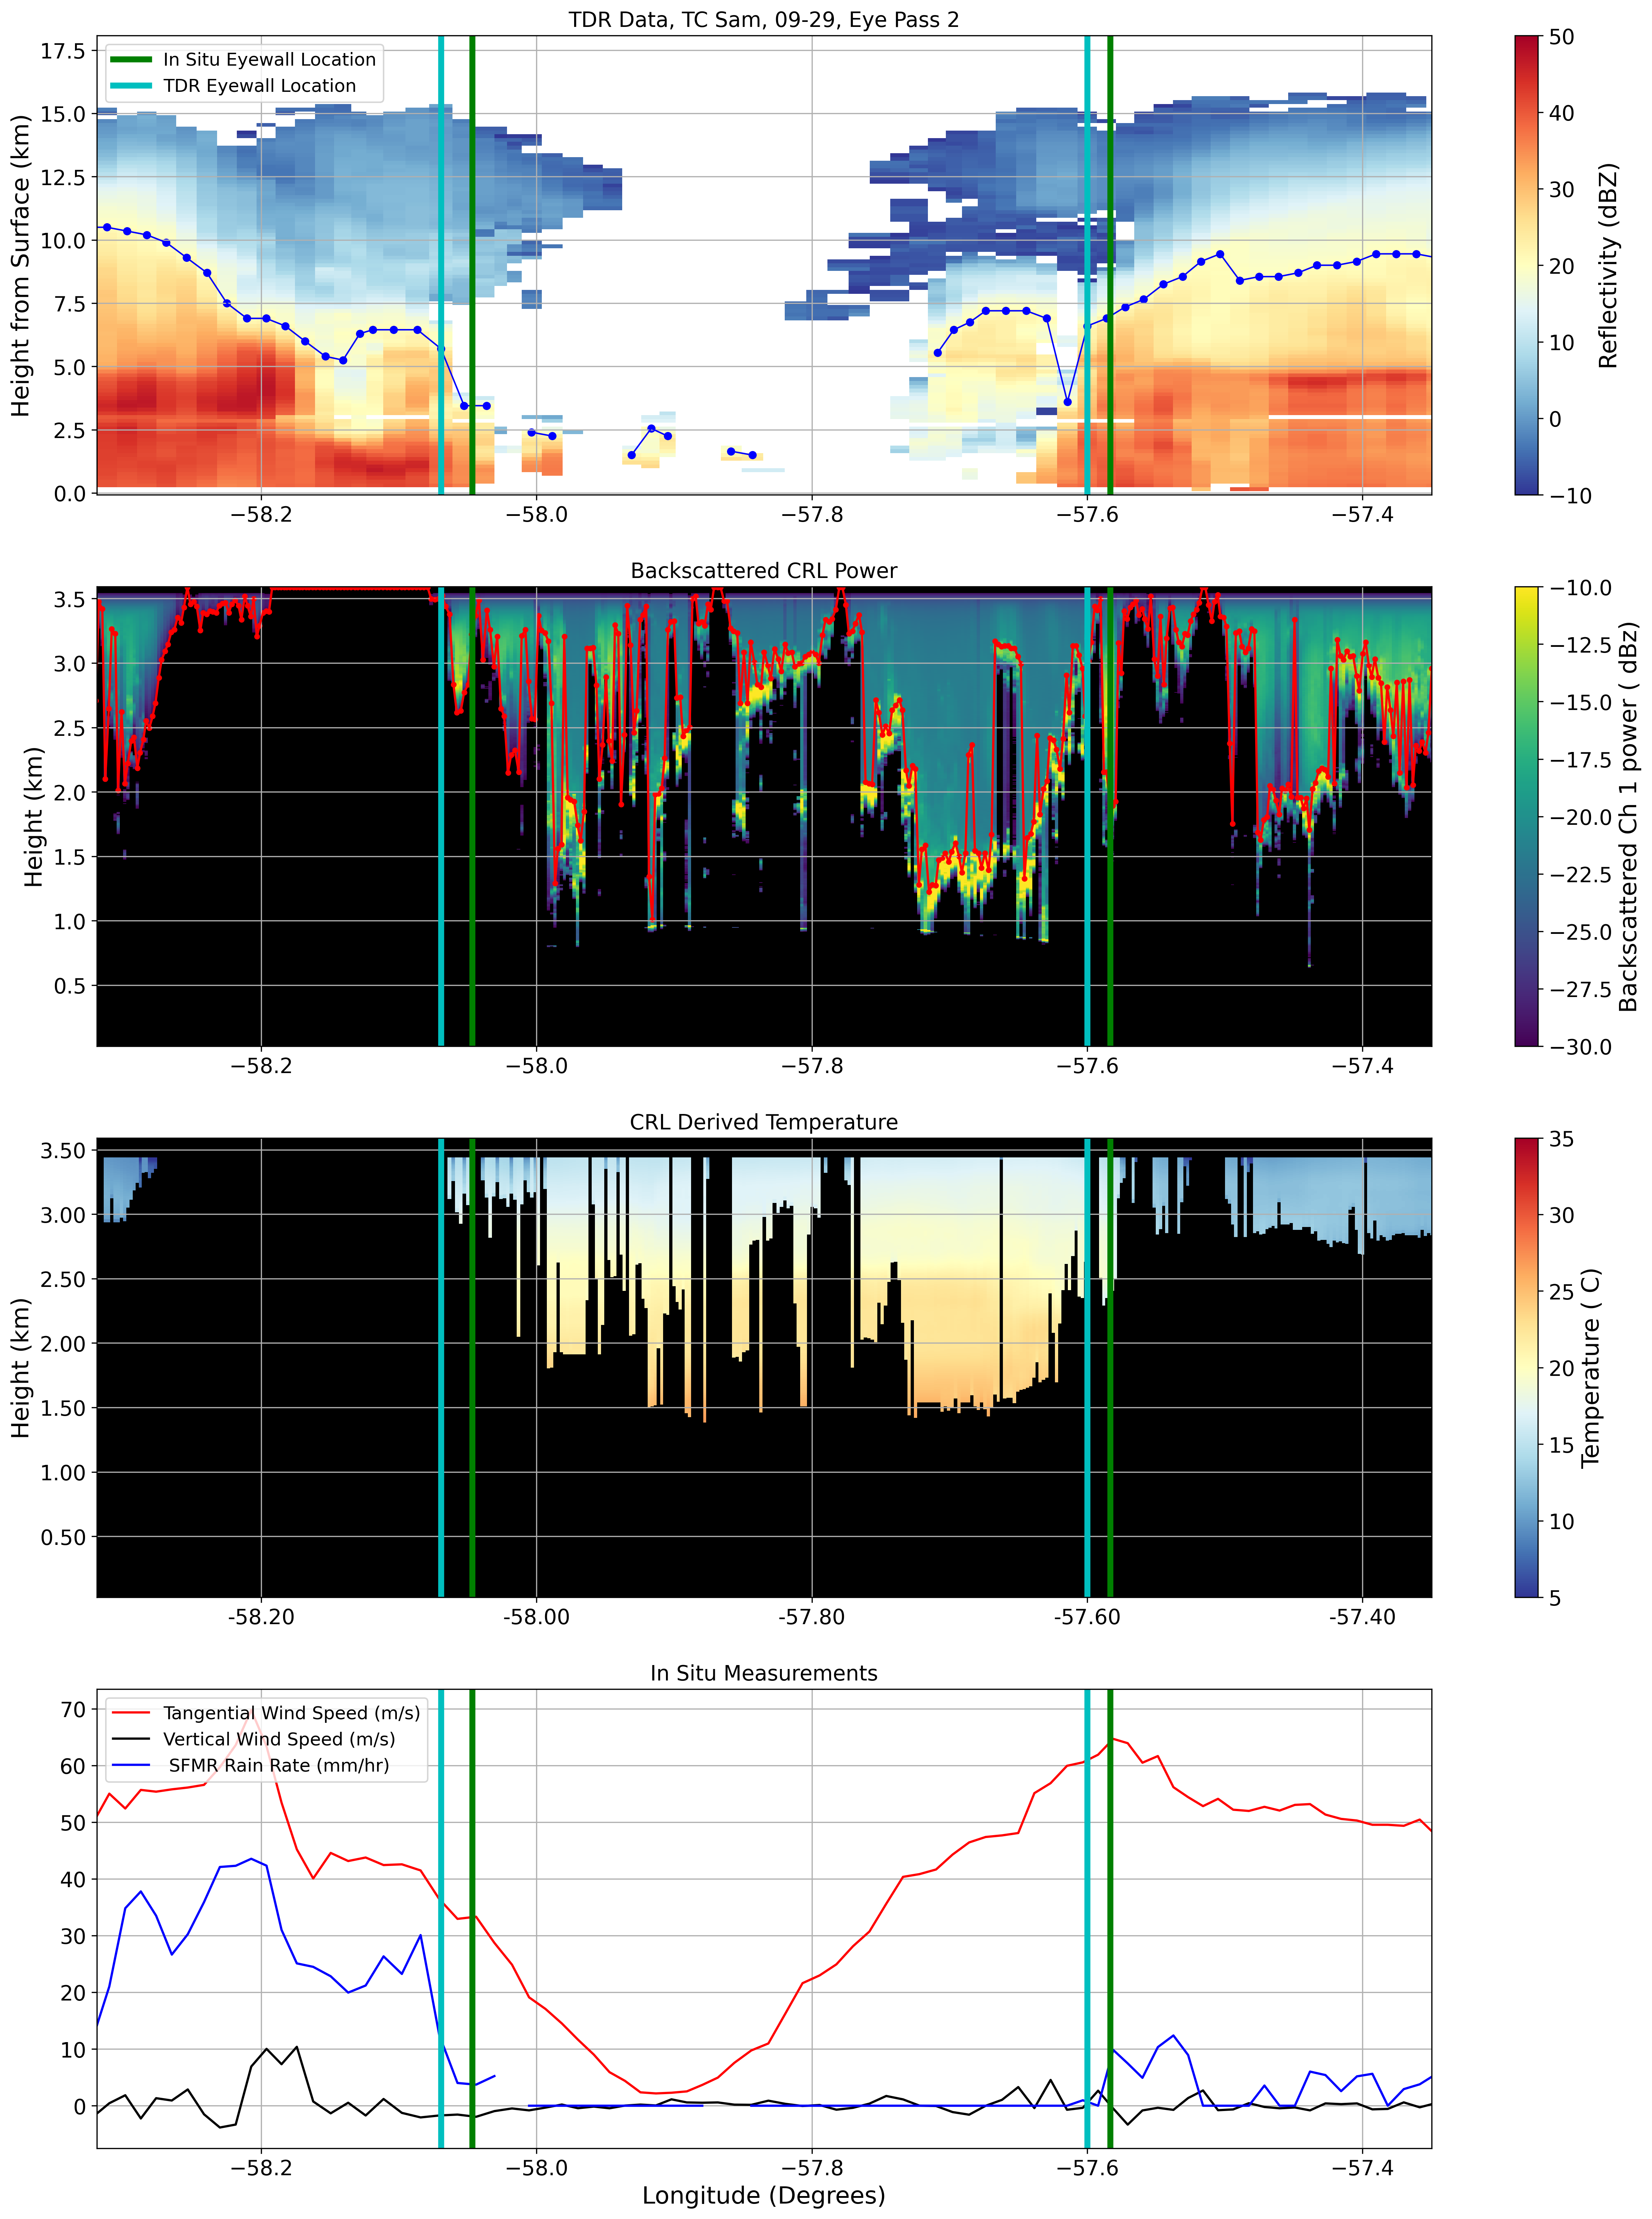 TDR Data, TC Sam, 09-29, Eye Pass 2
In Situ Eyewall Location
TDR Eyewall Location
Height from Surface (km)
17.5
15.0
12.5
10.0
7.5
5.0
2.5
0.0
−58.2 −58.0 −57.8 −57.6 −57.4
50
40
30
20
10
0
−10
Reflectivity (dBZ)
Backscattered CRL Power
Height (km)
3.5
3.0
2.5
2.0
1.5
1.0
0.5
−58.2 −58.0 −57.8 −57.6 −57.4
−10.0
−12.5
−15.0
−17.5
−20.0
−22.5
−25.0
−27.5
−30.0
Backscattered Ch 1 power ( dBz)
CRL Derived Temperature
Height (km)
3.50
3.00
2.50
2.00
1.50
1.00
0.50
-58.20 -58.00 -57.80 -57.60 -57.40
35
30
25
20
15
10
5
Temperature ( C)
In Situ Measurements
Tangential Wind Speed (m/s)
Vertical Wind Speed (m/s)
SFMR Rain Rate (mm/hr)
70
60
50
40
30
20
10
0
−58.2 −58.0 −57.8 −57.6 −57.4
Longitude (Degrees)